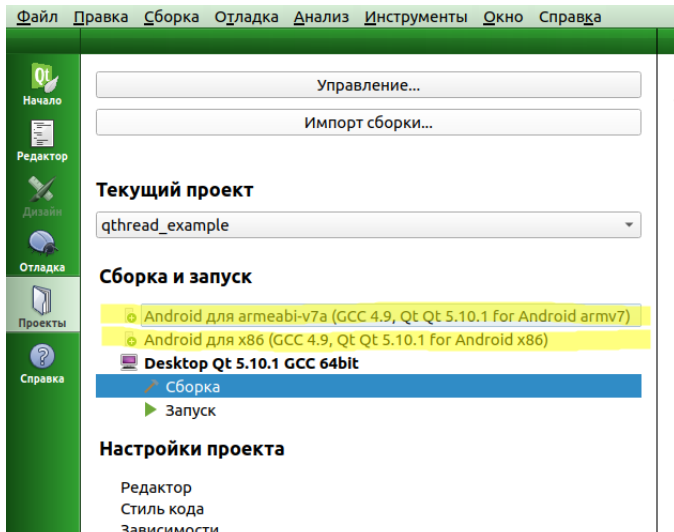 Файл Правка Сборка Отладка Анализ Инструменты Окно Справка
Qt
Начало
Редактор
Дизайн
Отладка
Проекты
Справка
Управление...
Импорт сборки...
Текущий проект
qthread_example
Сборка и запуск
Android для armeabi-v7a (GCC 4.9, Qt Qt 5.10.1 for Android armv7)
Android для x86 (GCC 4.9, Qt Qt 5.10.1 for Android x86)
Desktop Qt 5.10.1 GCC 64bit
Сборка
Запуск
Настройки проекта
Редактор
Стиль кода
Зависимости